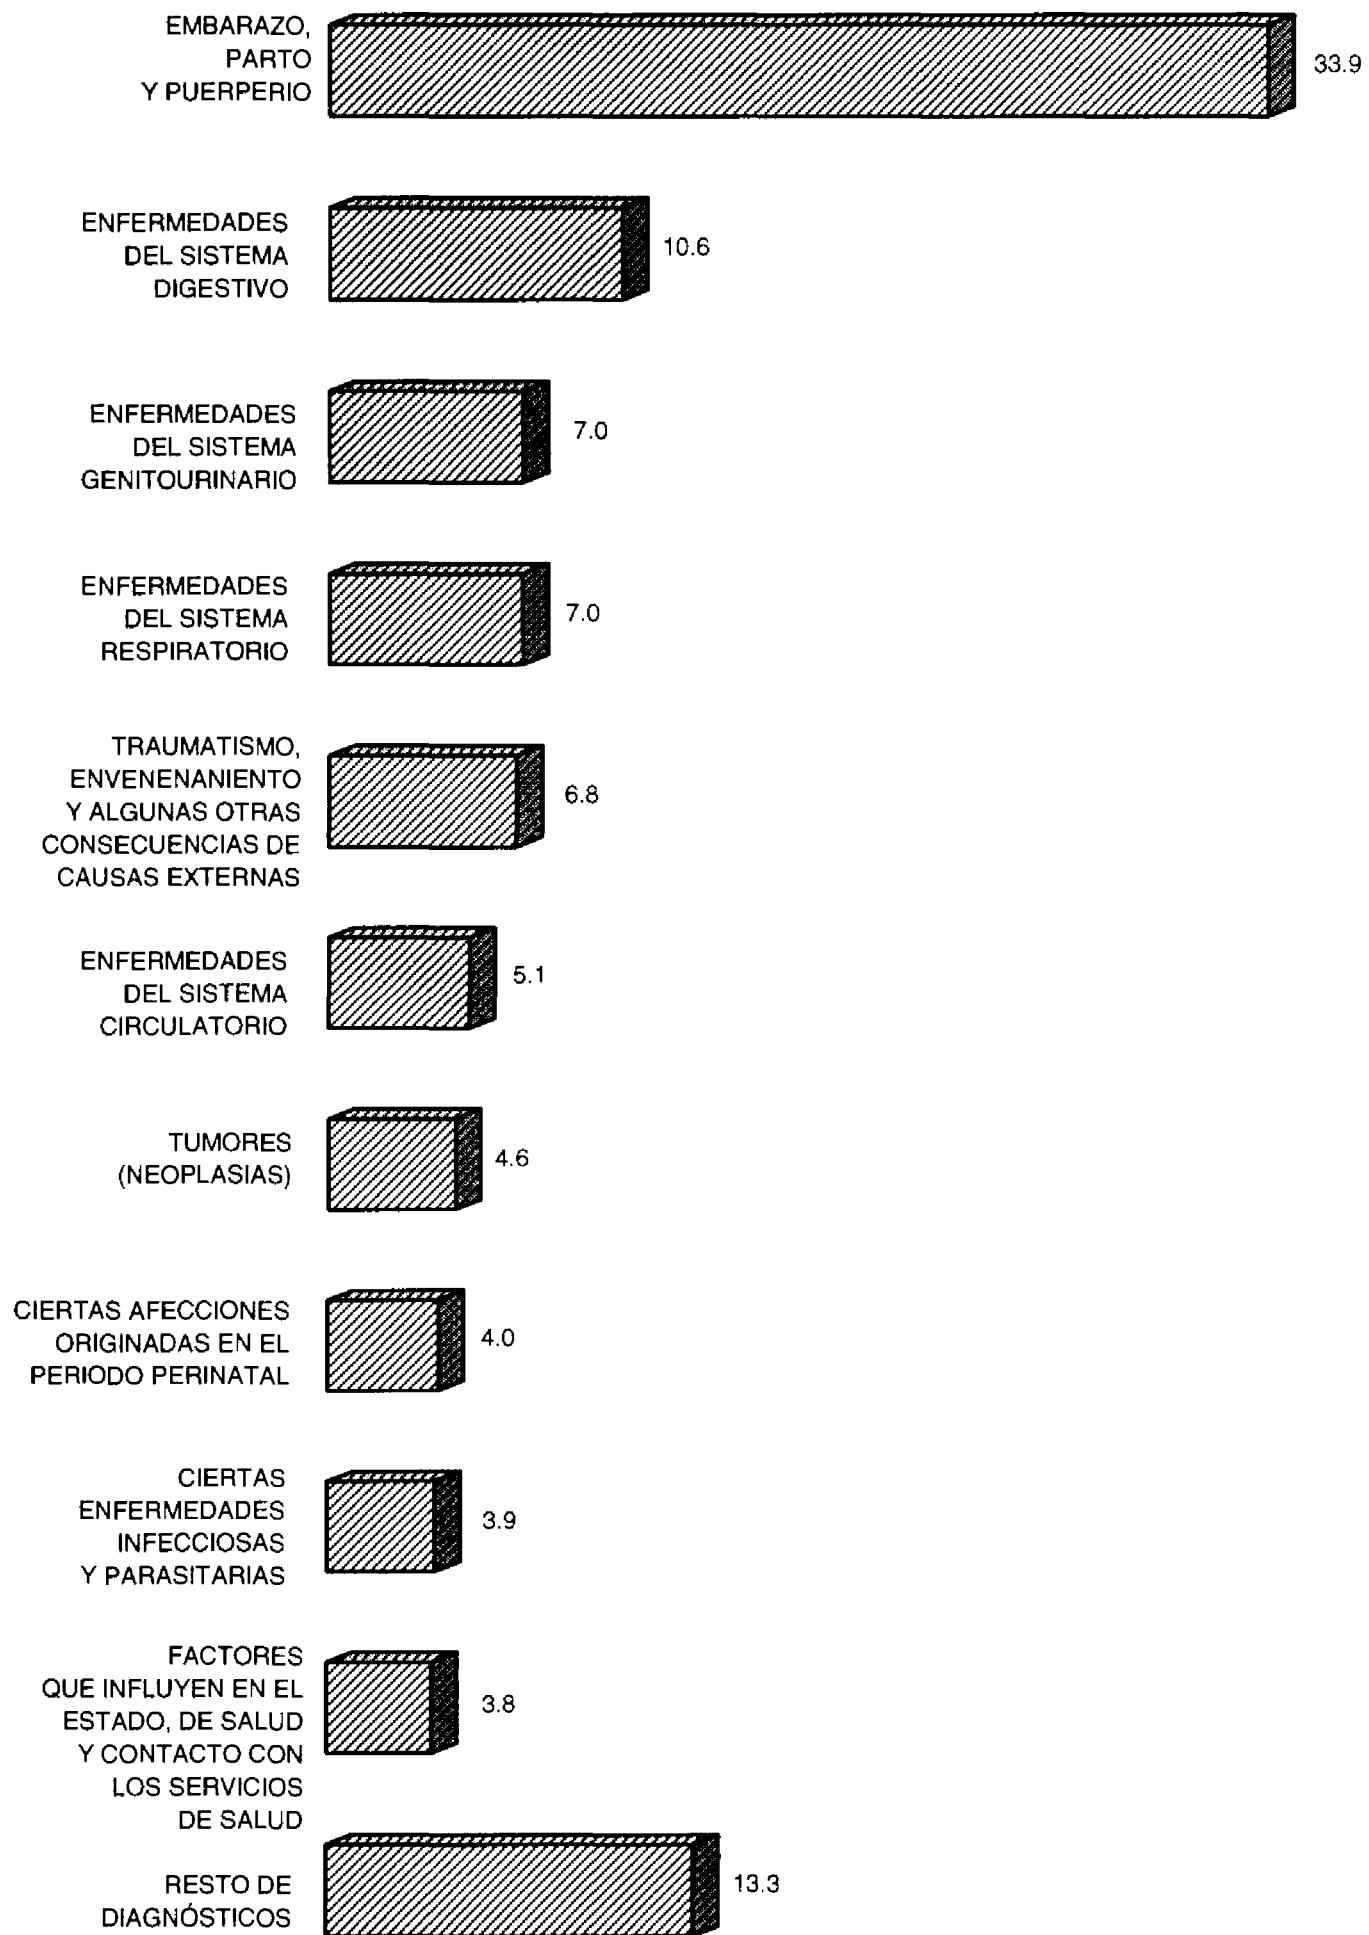 EMBARAZO,
PARTO
Y PUERPERIO
33.9
ENFERMEDADES
DEL SISTEMA
DIGESTIVO
10.6
ENFERMEDADES
DEL SISTEMA
GENITOURINARIO
7.0
ENFERMEDADES
DEL SISTEMA
RESPIRATORIO
7.0
TRAUMATISMO,
ENVENENANIENTO
Y ALGUNAS OTRAS
CONSECUENCIAS DE
CAUSAS EXTERNAS
6.8
ENFERMEDADES
DEL SISTEMA
CIRCULATORIO
5.1
TUMORES
(NEOPLASIAS)
4.6
CIERTAS AFECCIONES
ORIGINADAS EN EL
PERIODO PERINATAL
4.0
CIERTAS
ENFERMEDADES
INFECCIOSAS
Y PARASITARIAS
3.9
FACTORES
QUE INFLUYEN EN EL
ESTADO, DE SALUD
Y CONTACTO CON
LOS SERVICIOS
DE SALUD
3.8
RESTO DE
DIAGNÓSTICOS
13.3